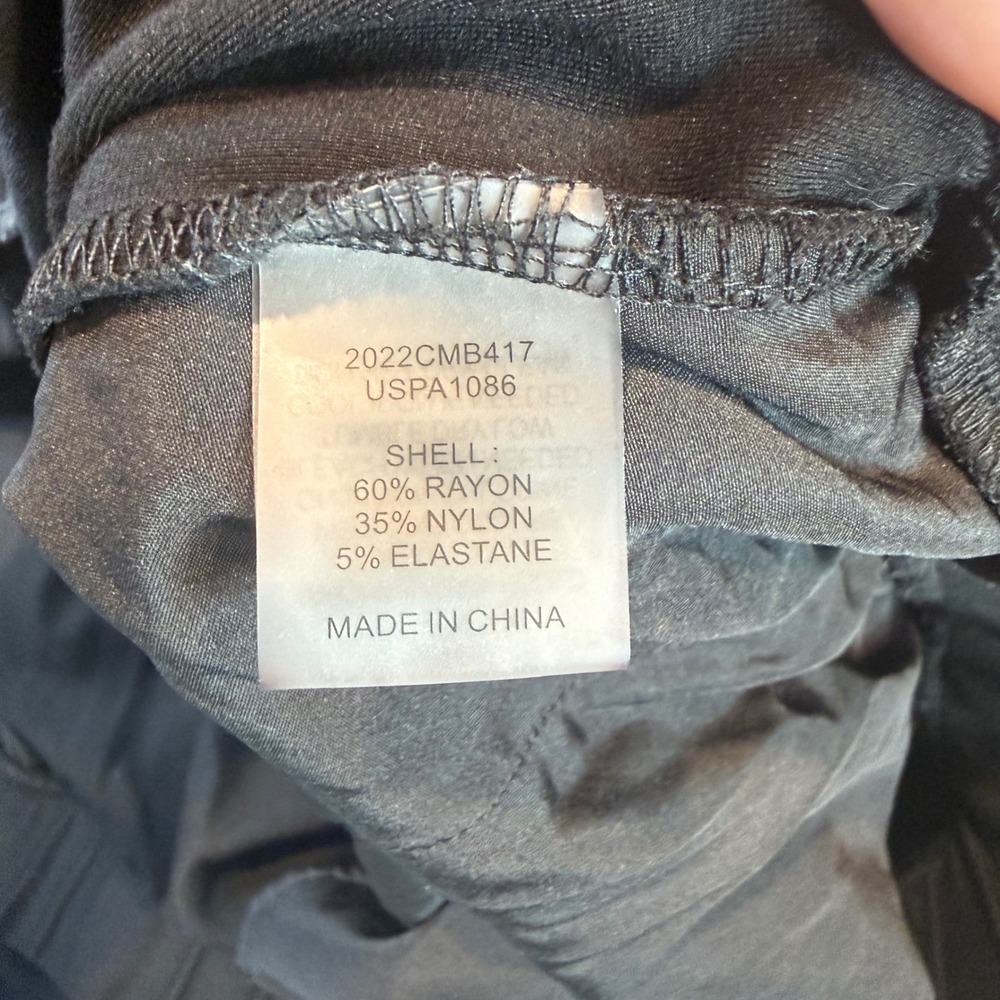 2022CMB417
USPA1086
SHELL :
60% RAYON
35% NYLON
5% ELASTANE
MADE IN CHINA